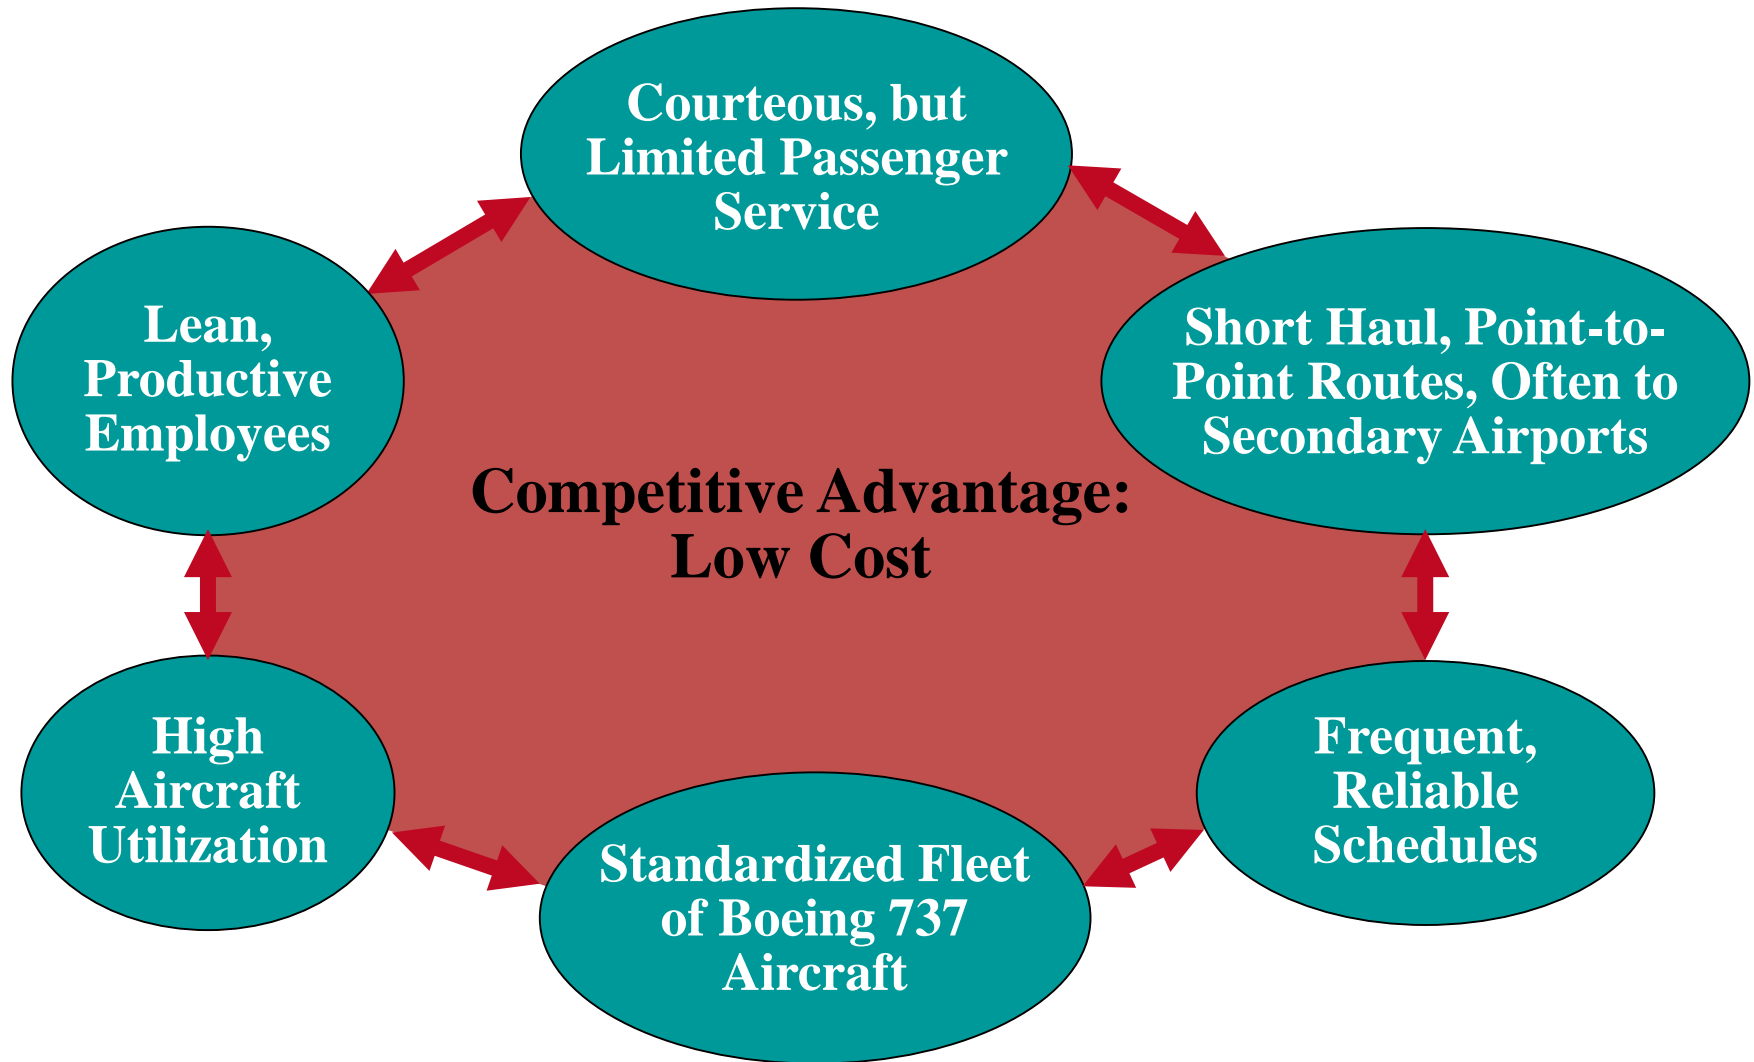 Courteous, but
Limited Passenger
Service
Lean,
Productive
Employees
Short Haul, Point-to-
Point Routes, Often to
Secondary Airports
Competitive Advantage:
Low Cost
High
Aircraft
Utilization
Frequent,
Reliable
Schedules
Standardized Fleet
of Boeing 737
Aircraft